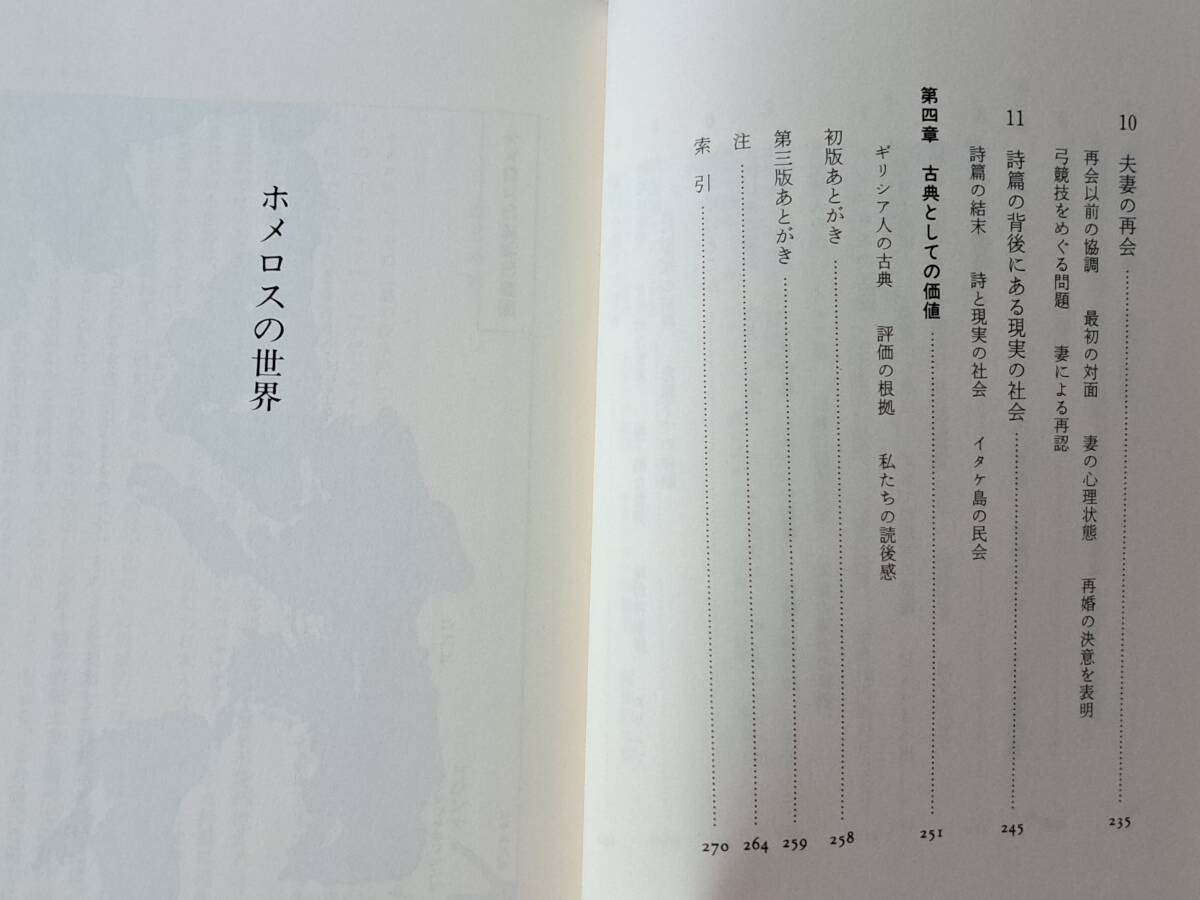 10 夫妻の再会 235
再会以前の協調 最初の対面 妻の心理状態 再婚の決意を表明
弓競技をめぐる問題 妻による再認
11 詩篇の背後にある現実の社会 245
詩篇の結末 詩と現実の社会 イタケ島の民会
第四章 古典としての価値 251
ギリシア人の古典 評価の根拠 私たちの読後感
初版あとがき 258
第三版あとがき 259
注 264
索引 270
ホメロスの世界